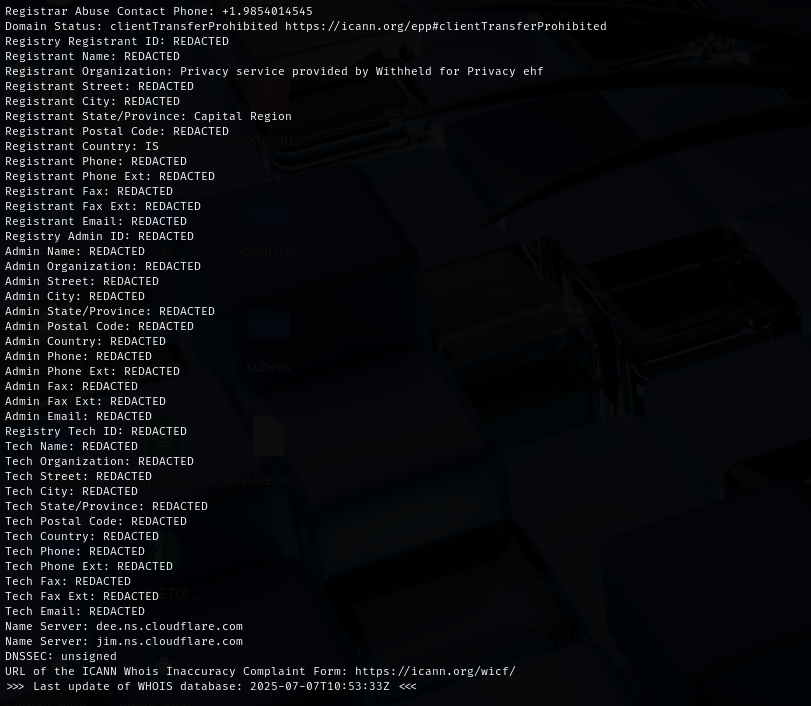 Registrar Abuse Contact Phone: +1.9854014545
Domain Status: clientTransferProhibited https://icann.org/epp#clientTransferProhibited
Registry Registrant ID: REDACTED
Registrant Name: REDACTED
Registrant Organization: Privacy service provided by Withheld for Privacy ehf
Registrant Street: REDACTED
Registrant City: REDACTED
Registrant State/Province: Capital Region
Registrant Postal Code: REDACTED
Registrant Country: IS
Registrant Phone: REDACTED
Registrant Phone Ext: REDACTED
Registrant Fax: REDACTED
Registrant Fax Ext: REDACTED
Registrant Email: REDACTED
Registry Admin ID: REDACTED
Admin Name: REDACTED
Sublist3r
Admin Organization: REDACTED
Admin Street: REDACTED
Admin City: REDACTED
Admin State/Province: REDACTED
Admin Postal Code: REDACTED
Admin Country: REDACTED
Admin Phone: REDACTED
Admin Phone Ext: REDACTED
subenv
Admin Fax: REDACTED
Admin Fax Ext: REDACTED
Admin Email: REDACTED
Registry Tech ID: REDACTED
Tech Name: REDACTED
Tech Organization: REDACTED
Tech Street: REDACTED
passive-su...
Tech City: REDACTED
Tech State/Province: REDACTED
Tech Postal Code: REDACTED
Tech Country: REDACTED
Tech Phone: REDACTED
Tech Phone Ext: REDACTED
Tech Fax: REDACTED
Tech Fax Ext: REDACTED
Tech Email: REDACTED
Name Server: dee.ns.cloudflare.com
Name Server: jim.ns.cloudflare.com
DNSSEC: unsigned
URL of the ICANN Whois Inaccuracy Complaint Form: https://icann.org/wicf/
>>> Last update of WHOIS database: 2025-07-07T10:53:33Z <<<